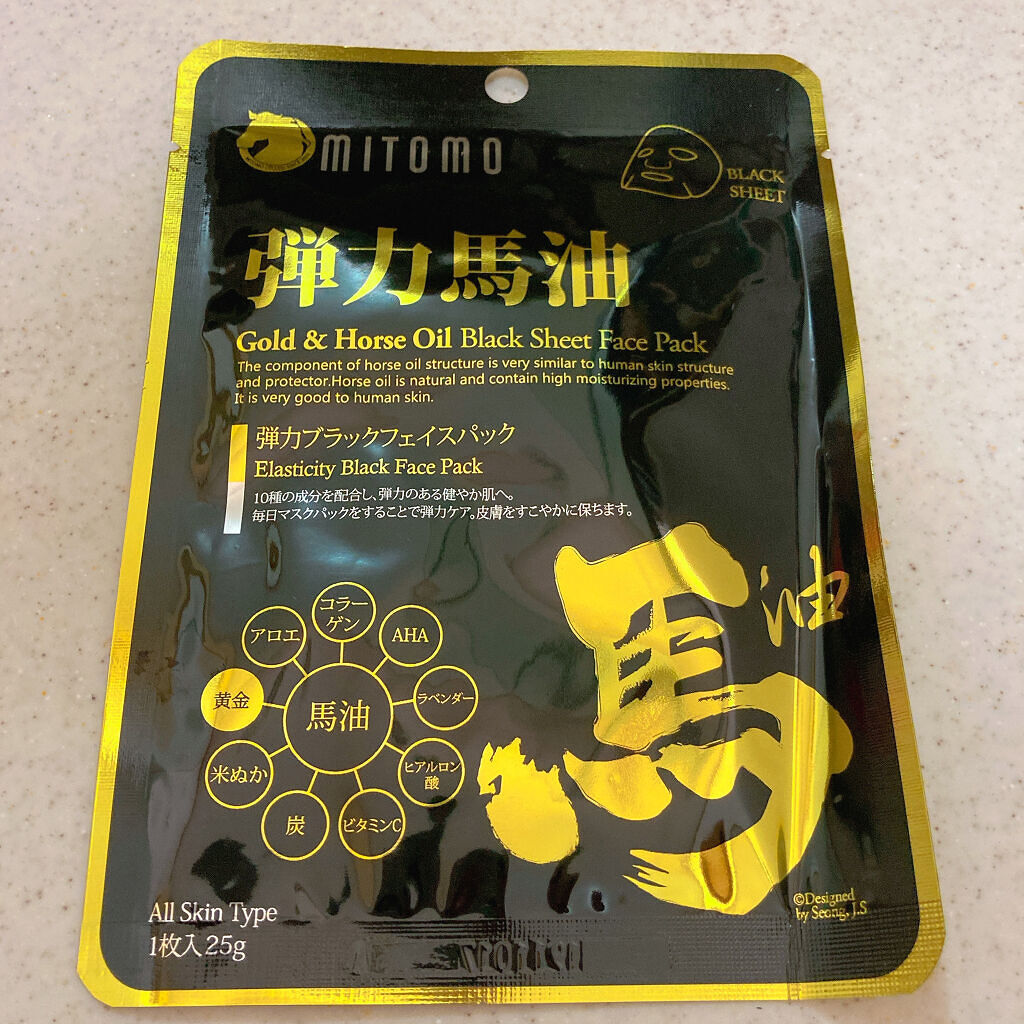 MITOMO
BLACK
SHEET
弾力馬油
Gold & Horse Oil Black Sheet Face Pack
The component of horse oil structure is very similar to human skin structure
and protector.Horse oil is natural and contain high moisturizing properties.
It is very good to human skin.
弾力ブラックフェイスパック
Elasticity Black Face Pack
10種の成分を配合し、弾力のある健やか肌へ。
毎日マスクパックをすることで弾力ケア。皮膚をすこやかに保ちます。
馬油
コラー
ゲン
AHA
ラベンダー
ヒアルロン
酸
ビタミンC
炭
米ぬか
黄金
アロエ
馬油
©Designed
by Seong, J.S
All Skin Type
1枚入 25g